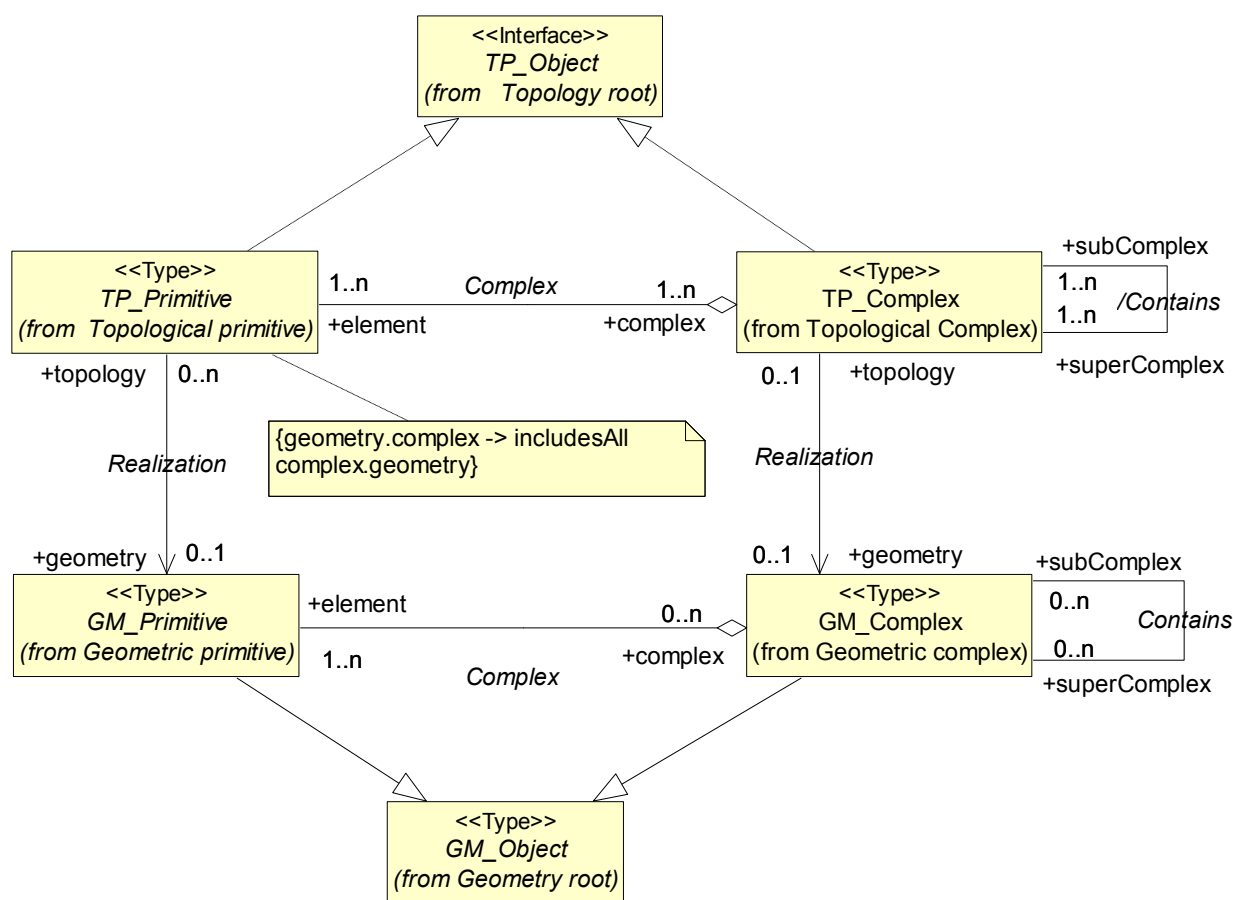 <<Interface>>
TP_Object
(from Topology root)
<<Type>>
TP_Primitive
(from Topological primitive)
1..n
+element
Complex
1..n
+complex
<<Type>>
TP_Complex
(from Topological Complex)
+subComplex
1..n
/Contains
1..n
+superComplex
+topology
0..n
{geometry.complex -> includesAll
complex.geometry}
0..1
+topology
Realization
Realization
+geometry
0..1
0..1
+geometry
<<Type>>
GM_Primitive
(from Geometric primitive)
+element
1..n
Complex
0..n
+complex
<<Type>>
GM_Complex
(from Geometric complex)
+subComplex
0..n
Contains
0..n
+superComplex
<<Type>>
GM_Object
(from Geometry root)